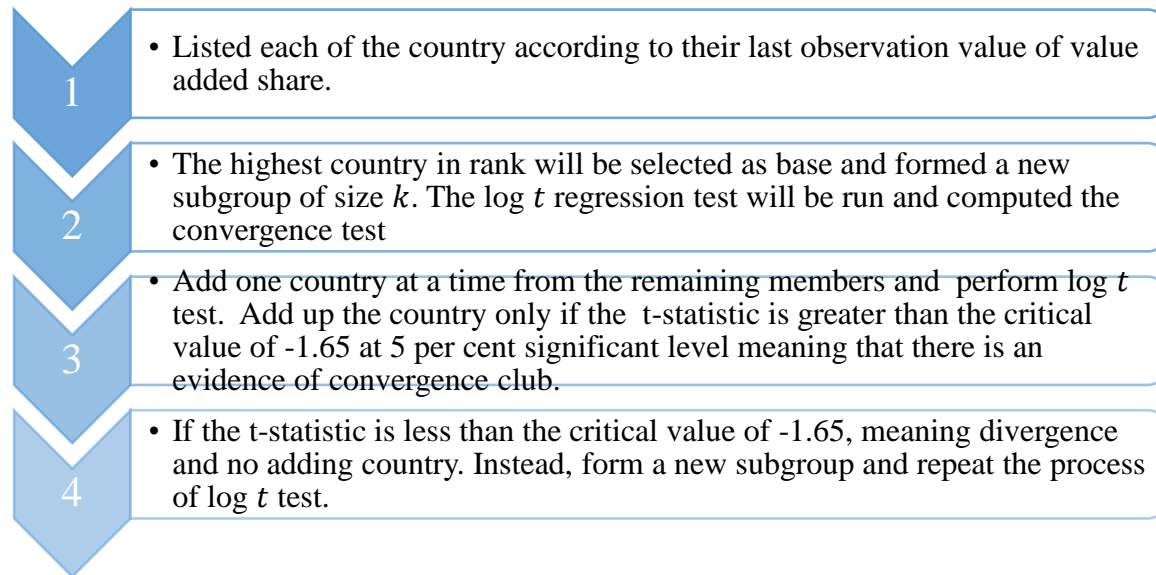 1
• Listed each of the country according to their last observation value of value
added share.
2
• The highest country in rank will be selected as base and formed a new
subgroup of size k. The log t regression test will be run and computed the
convergence test
3
• Add one country at a time from the remaining members and  perform log t
test.  Add up the country only if the  t-statistic is greater than the critical
value of -1.65 at 5 per cent significant level meaning that there is an
evidence of convergence club.
4
• If the t-statistic is less than the critical value of -1.65, meaning divergence
and no adding country. Instead, form a new subgroup and repeat the process
of log t test.